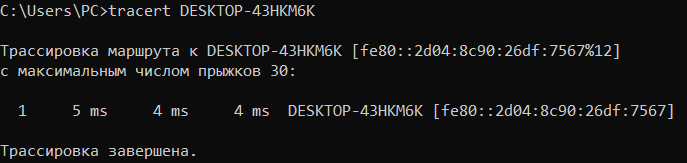 C:\Users\PC>tracert DESKTOP-43HKM6K
Трассировка маршрута к DESKTOP-43HKM6K [fe80::2d04:8c90:26df:7567%12]
с максимальным числом прыжков 30:
1 5 ms 4 ms 4 ms DESKTOP-43HKM6K [fe80::2d04:8c90:26df:7567]
Трассировка завершена.